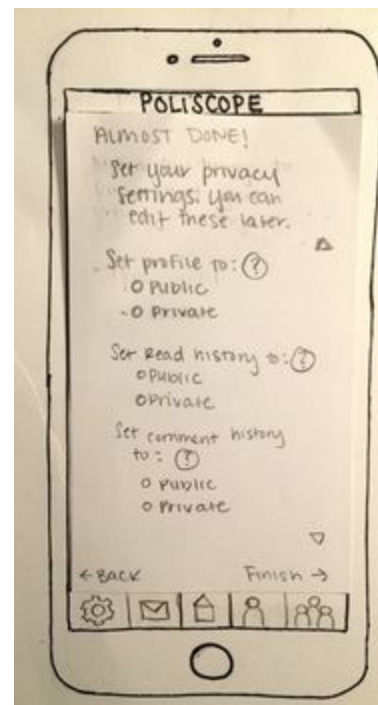 POLISCOPE
ALMOST DONE!
Set your privacy
settings. You can
edit these later.
Set profile to: ?
Public
Private
Set Read history to: ?
Public
Private
Set comment history
to: ?
Public
Private
← BACK Finish →